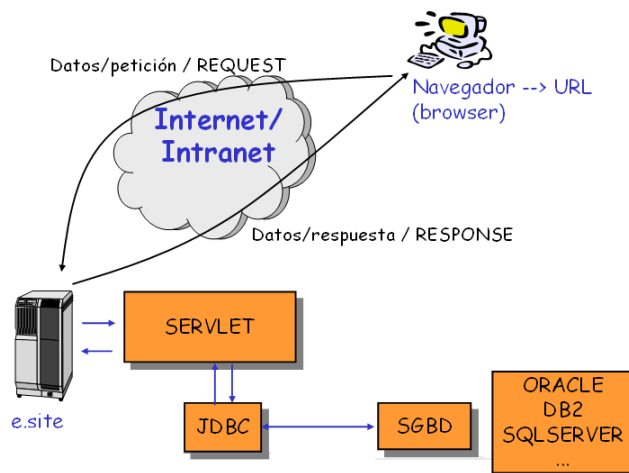 Datos/petición / REQUEST
Navegador --> URL
(browser)
Internet/
Intranet
Datos/respuesta / RESPONSE
SERVLET
e.site
JDBC
SGBD
ORACLE
DB2
SQLSERVER
...